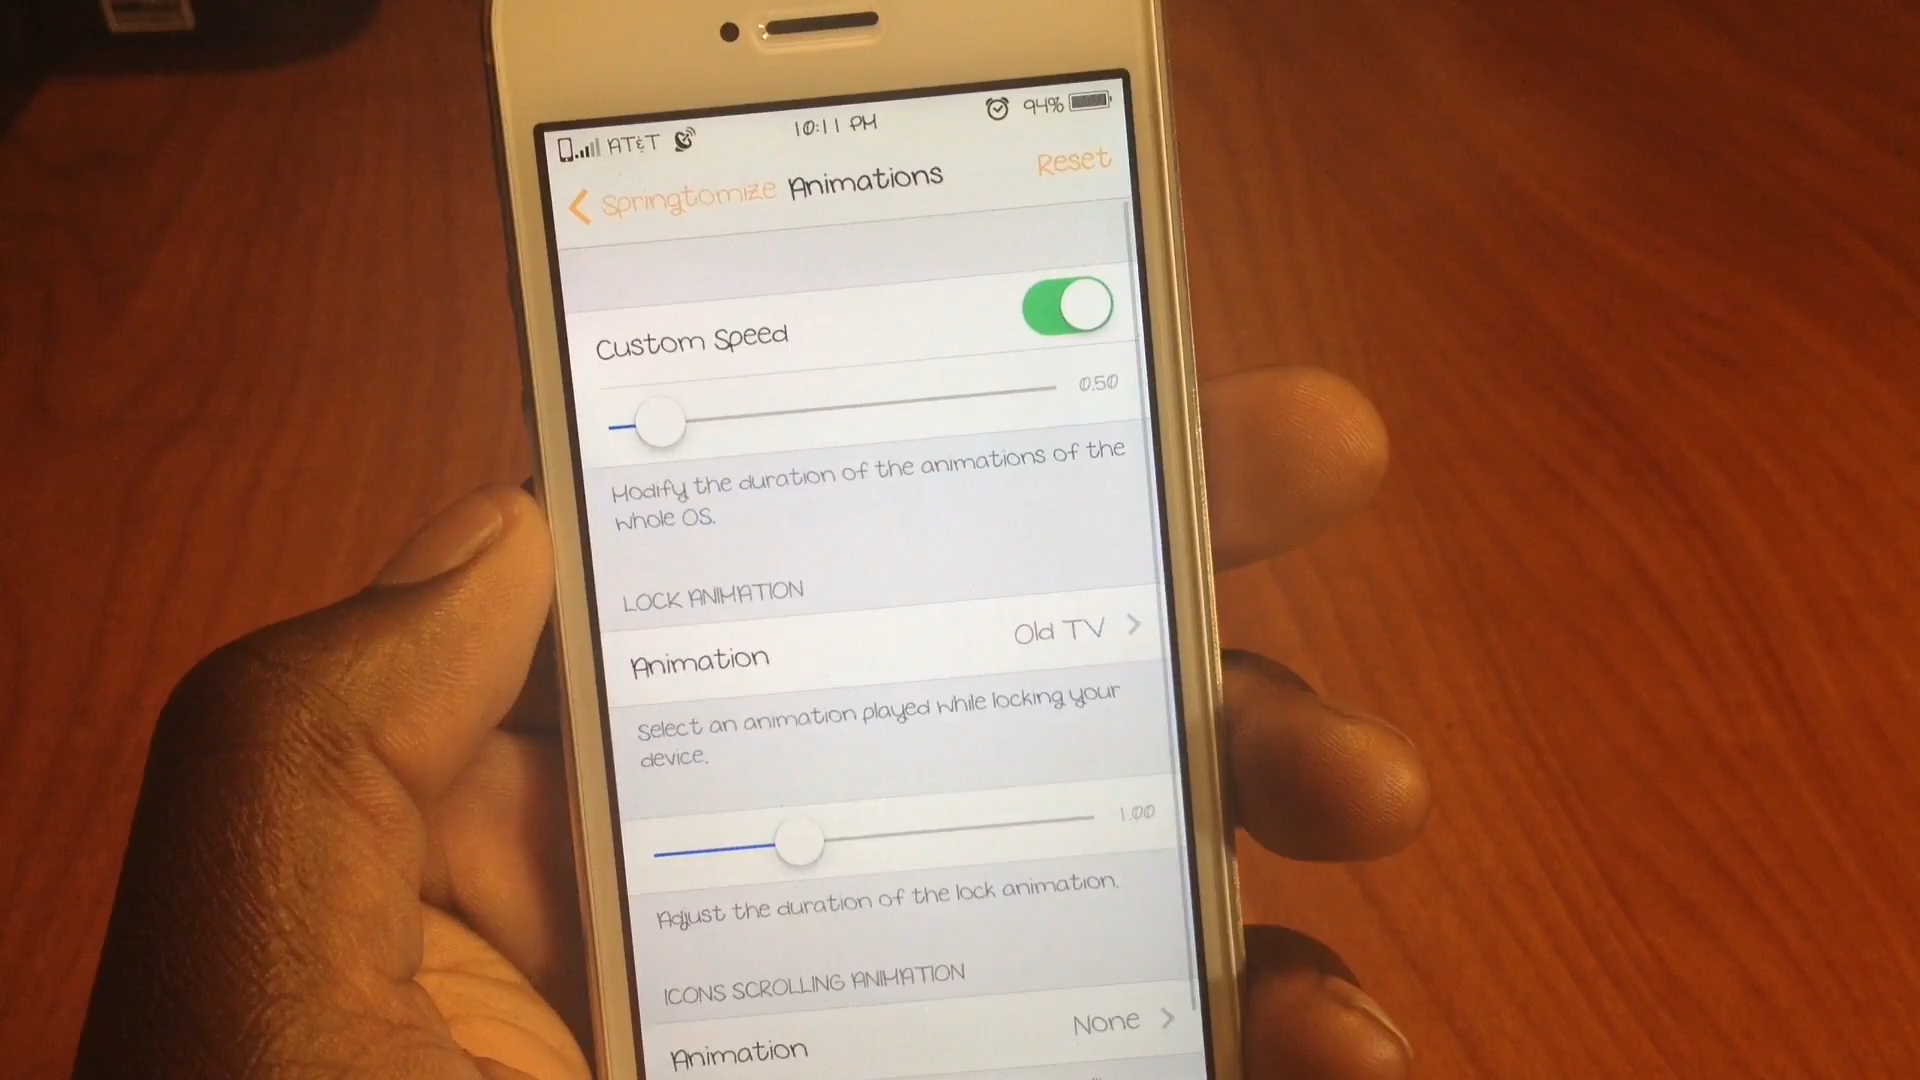 AT&T 10:11 PM 94%
Springtomize Animations Reset
Custom Speed
0.50
Modify the duration of the animations of the
whole OS.
LOCK ANIMATION
Animation Old TV
Select an animation played while locking your
device.
1.00
Adjust the duration of the lock animation.
ICONS SCROLLING ANIMATION
Animation None